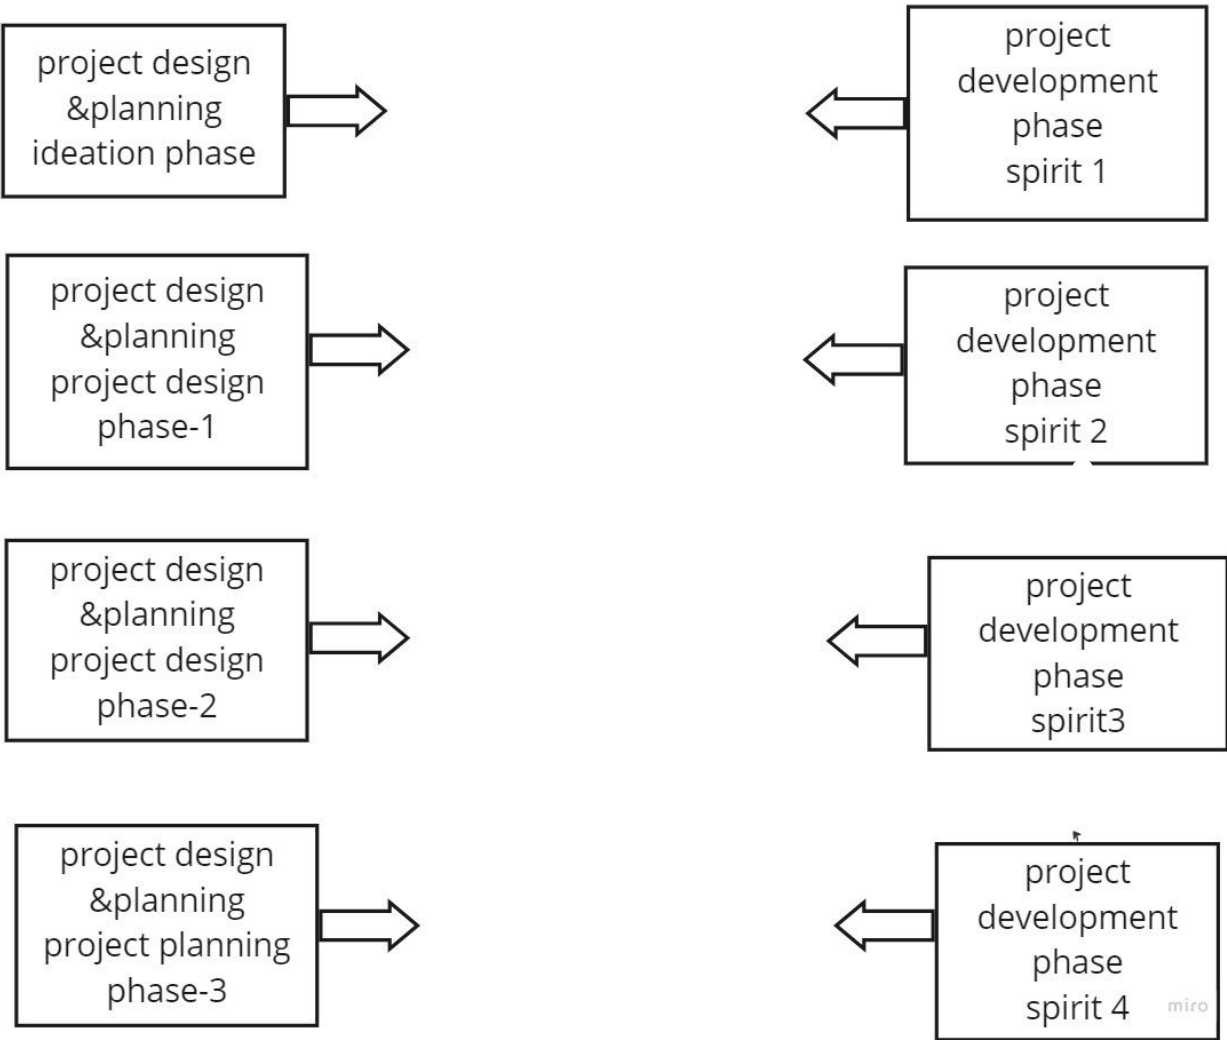 project design
&planning
ideation phase
project design
&planning
project design
phase-1
project design
&planning
project design
phase-2
project design
&planning
project planning
phase-3
project
development
phase
spirit 1
project
development
phase
spirit 2
project
development
phase
spirit3
project
development
phase
spirit 4
miro